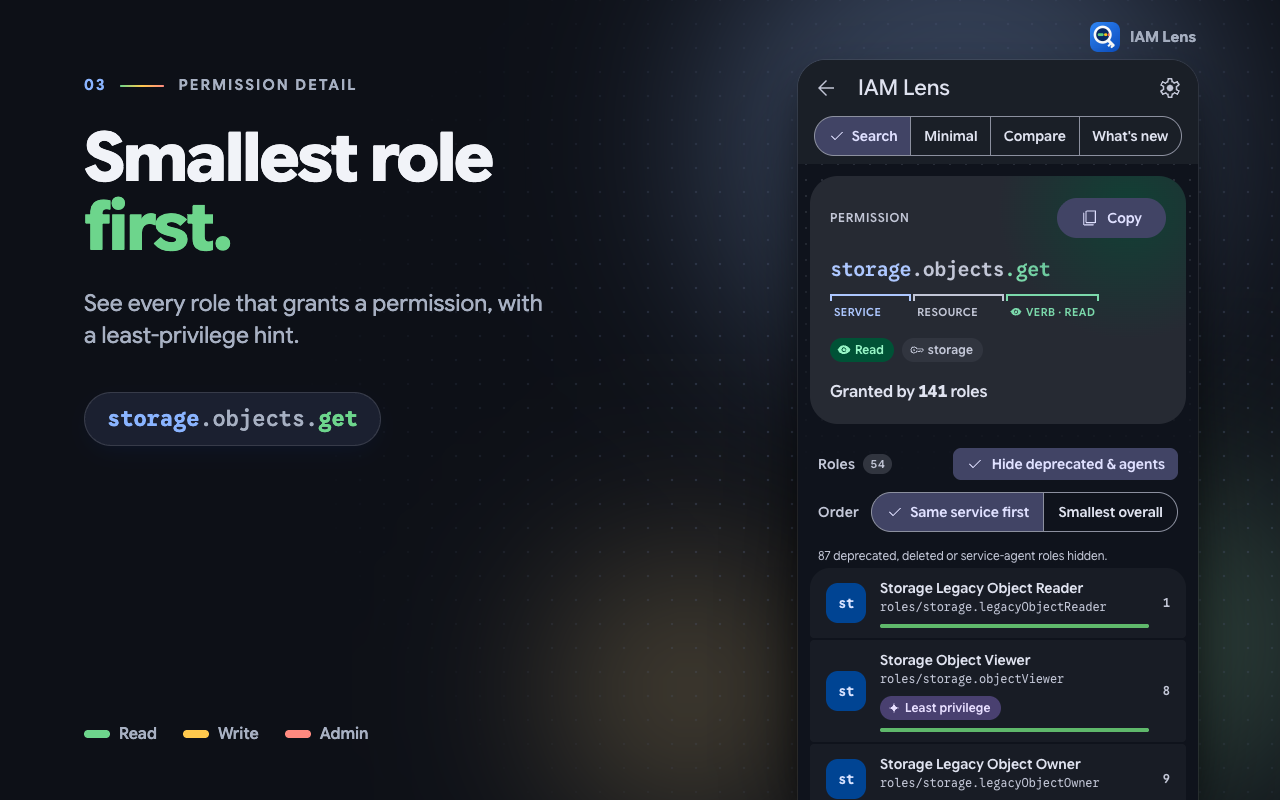 IAM Lens
03 PERMISSION DETAIL
Smallest role
first.
See every role that grants a permission, with
a least-privilege hint.
storage.objects.get
Read Write Admin
IAM Lens
Search Minimal Compare What's new
PERMISSION
Copy
storage.objects.get
SERVICE RESOURCE VERB · READ
Read storage
Granted by 141 roles
Roles 54 Hide deprecated & agents
Order Same service first Smallest overall
87 deprecated, deleted or service-agent roles hidden.
st
Storage Legacy Object Reader
roles/storage.legacyObjectReader
1
st
Storage Object Viewer
roles/storage.objectViewer
Least privilege
8
st
Storage Legacy Object Owner
roles/storage.legacyObjectOwner
9